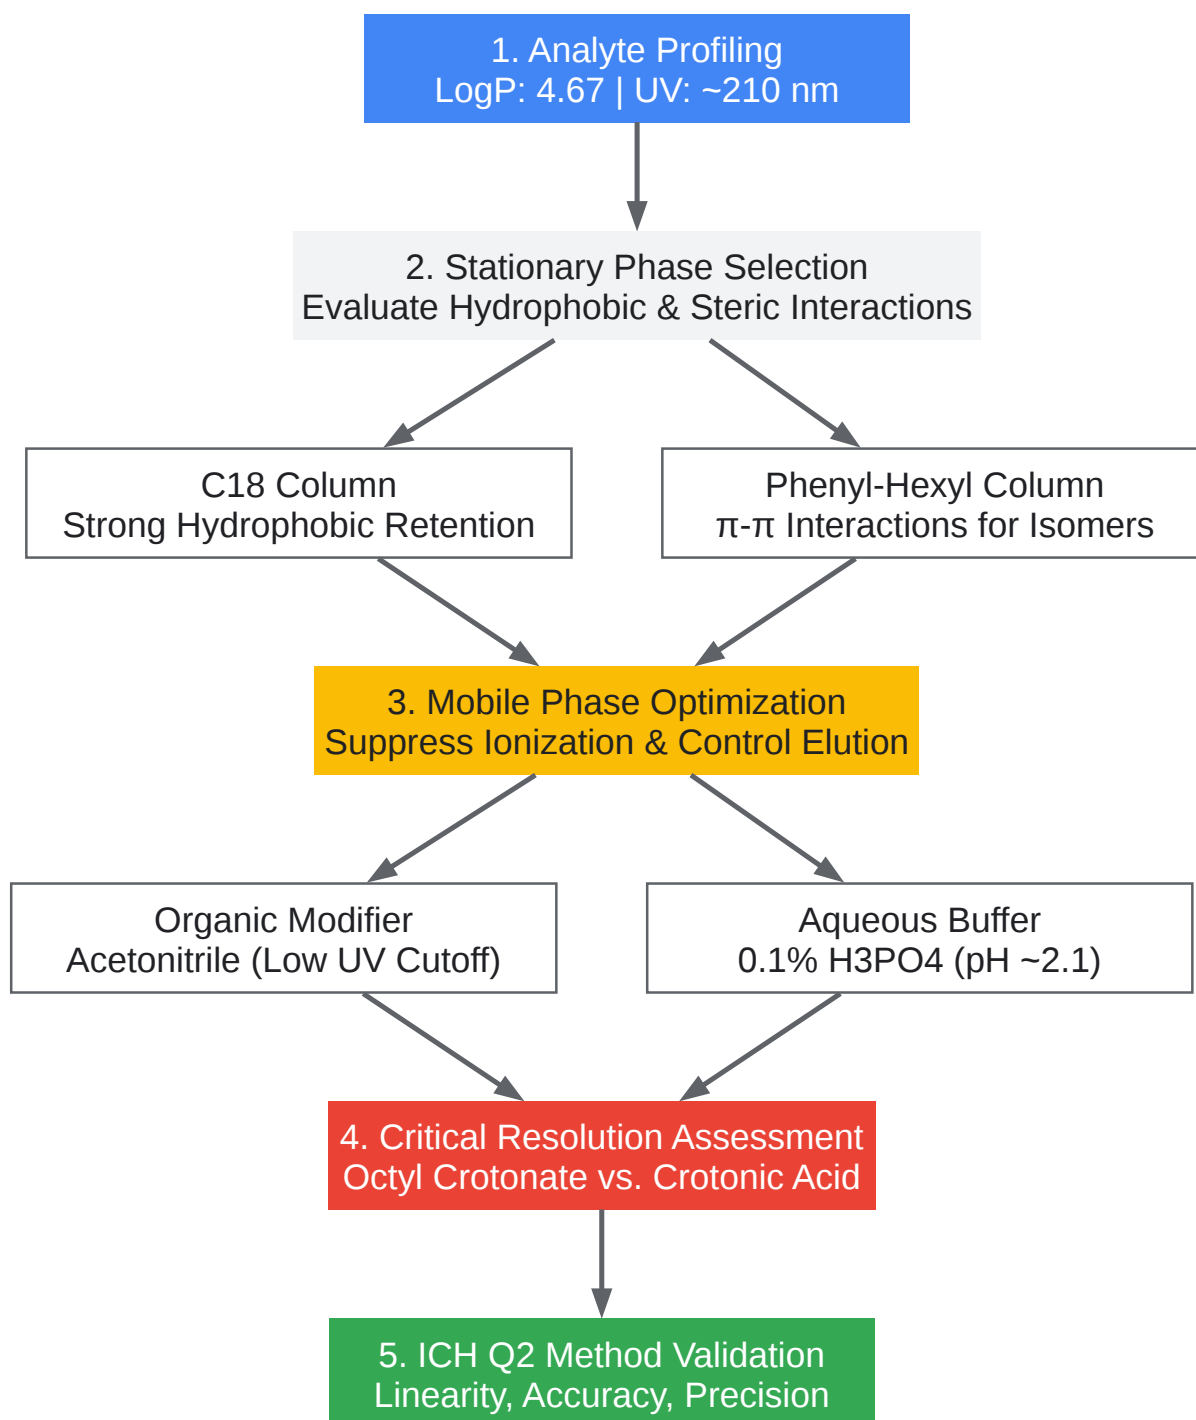 1. Analyte Profiling
LogP: 4.67 | UV: ~210 nm
2. Stationary Phase Selection
Evaluate Hydrophobic & Steric Interactions
C18 Column
Strong Hydrophobic Retention
Phenyl-Hexyl Column
π-π Interactions for Isomers
3. Mobile Phase Optimization
Suppress Ionization & Control Elution
Organic Modifier
Acetonitrile (Low UV Cutoff)
Aqueous Buffer
0.1% H3PO4 (pH ~2.1)
4. Critical Resolution Assessment
Octyl Crotonate vs. Crotonic Acid
5. ICH Q2 Method Validation
Linearity, Accuracy, Precision